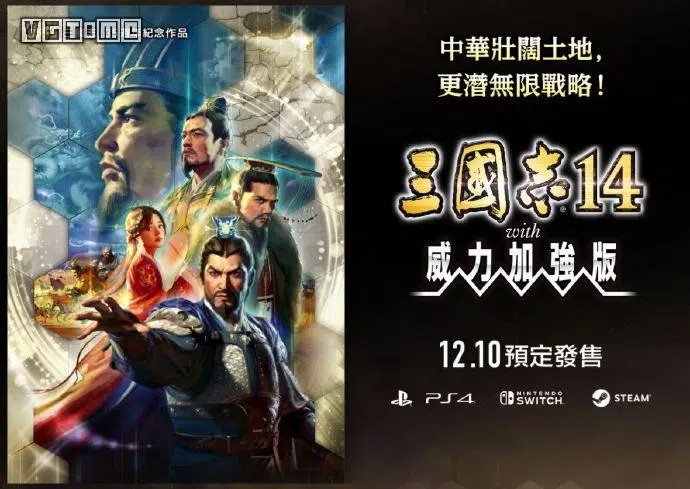 VGTIME 紀念作品
中華壯闊土地,
更潛無限戰略!
三國志14
with
威力加強版
12.10預定發售
PS4 NINTENDO SWITCH STEAM